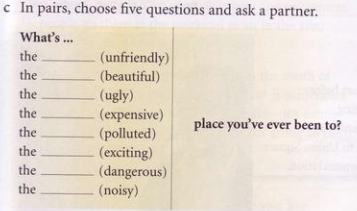 c In pairs, choose five questions and ask a partner.
What's ...
the ________ (unfriendly)
the ________ (beautiful)
the ________ (ugly)
the ________ (expensive)
the ________ (polluted)
the ________ (exciting)
the ________ (dangerous)
the ________ (noisy)
place you've ever been to?